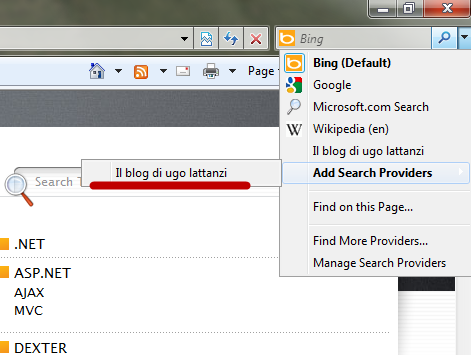 Bing
Page
Bing (Default)
Google
Microsoft.com Search
W Wikipedia (en)
Il blog di ugo lattanzi
Add Search Providers
Il blog di ugo lattanzi
Search T
Find on this Page...
Find More Providers...
Manage Search Providers
.NET
ASP.NET
AJAX
MVC
DEXTER